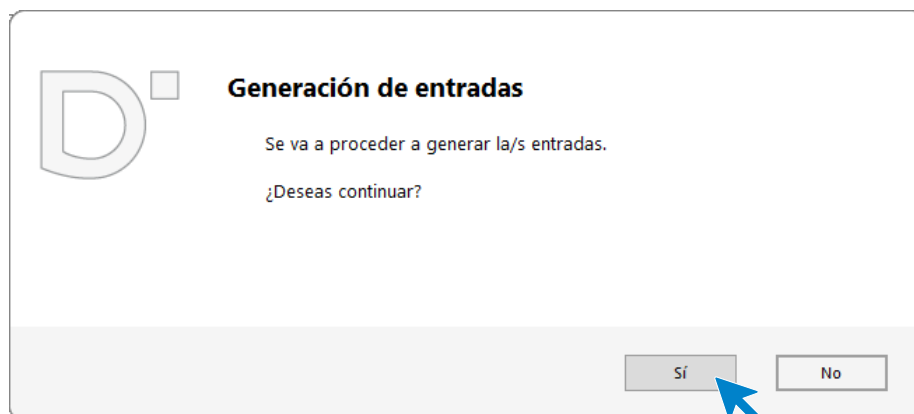 Generación de entradas
Se va a proceder a generar la/s entradas.
¿Deseas continuar?
Sí No